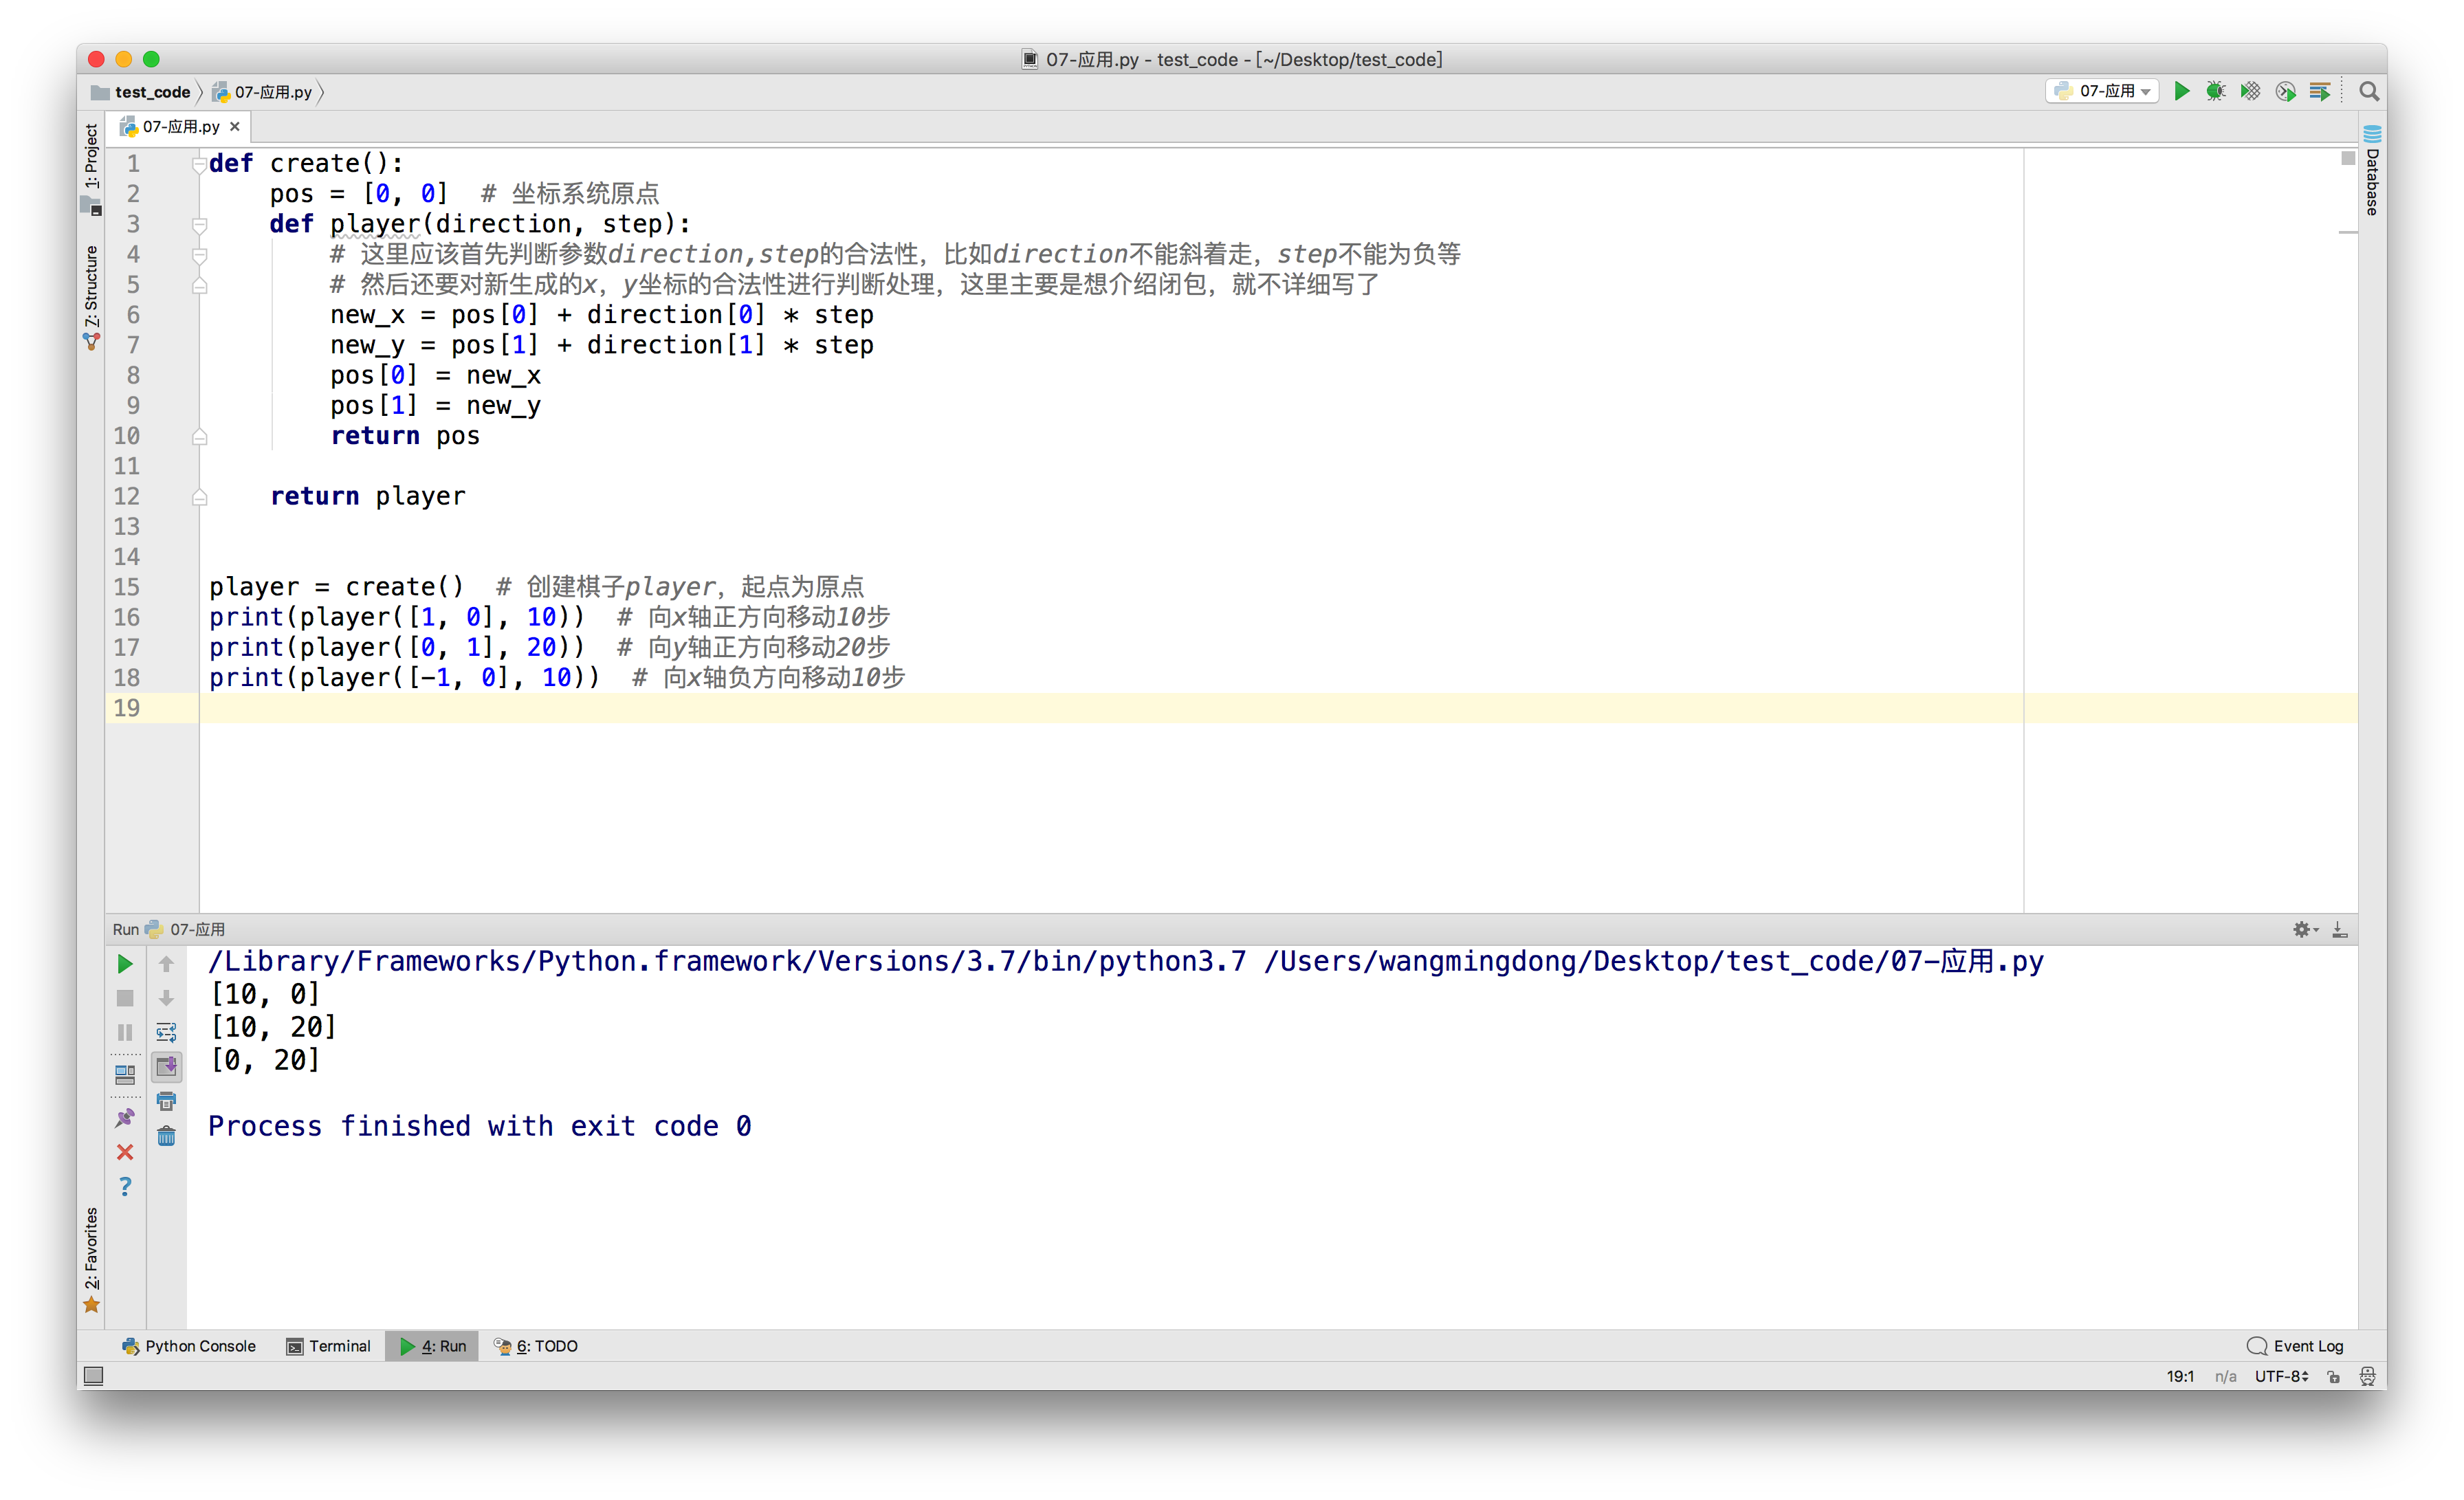 07-应用.py - test_code - [~/Desktop/test_code]
test_code
07-应用.py
07-应用
07-应用.py
1: Project
7: Structure
2: Favorites
Database
1 def create():
2     pos = [0, 0]  # 坐标系统原点
3     def player(direction, step):
4         # 这里应该首先判断参数direction,step的合法性，比如direction不能斜着走，step不能为负等
5         # 然后还要对新生成的x，y坐标的合法性进行判断处理，这里主要是想介绍闭包，就不详细写了
6         new_x = pos[0] + direction[0] * step
7         new_y = pos[1] + direction[1] * step
8         pos[0] = new_x
9         pos[1] = new_y
10         return pos
11
12     return player
13
14
15 player = create()  # 创建棋子player，起点为原点
16 print(player([1, 0], 10))  # 向x轴正方向移动10步
17 print(player([0, 1], 20))  # 向y轴正方向移动20步
18 print(player([-1, 0], 10))  # 向x轴负方向移动10步
19
Run 07-应用
/Library/Frameworks/Python.framework/Versions/3.7/bin/python3.7 /Users/wangmingdong/Desktop/test_code/07-应用.py
[10, 0]
[10, 20]
[0, 20]
Process finished with exit code 0
Python Console Terminal 4: Run 6: TODO Event Log
19:1 n/a UTF-8